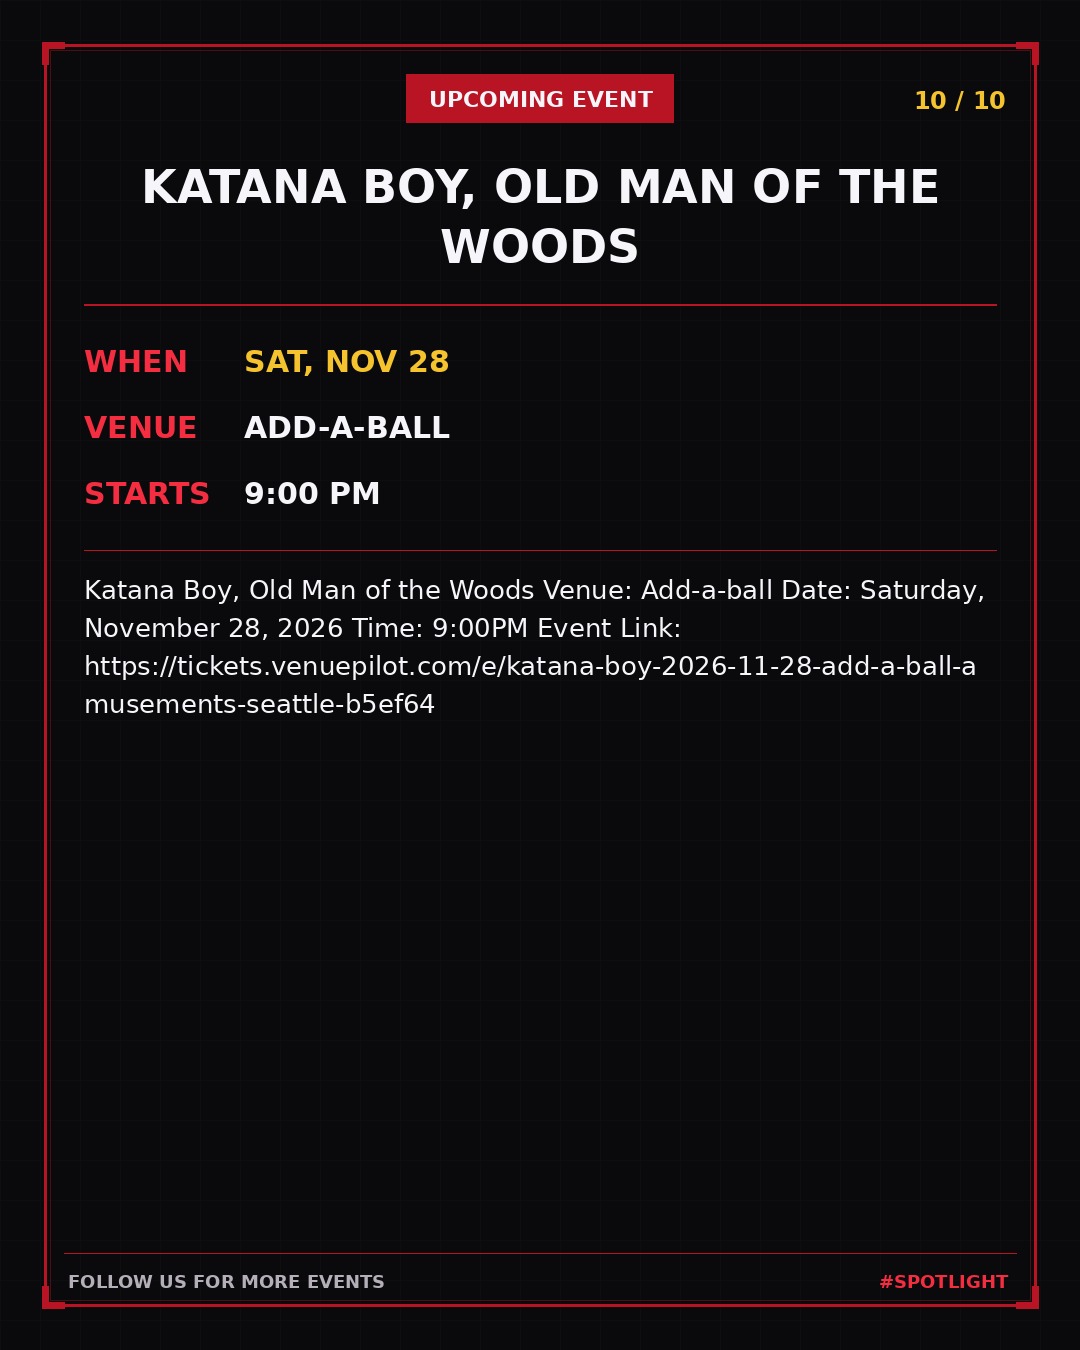 UPCOMING EVENT
10 / 10
KATANA BOY, OLD MAN OF THE
WOODS
WHEN SAT, NOV 28
VENUE ADD-A-BALL
STARTS 9:00 PM
Katana Boy, Old Man of the Woods Venue: Add-a-ball Date: Saturday,
November 28, 2026 Time: 9:00PM Event Link:
https://tickets.venuepilot.com/e/katana-boy-2026-11-28-add-a-ball-a
musements-seattle-b5ef64
FOLLOW US FOR MORE EVENTS
#SPOTLIGHT